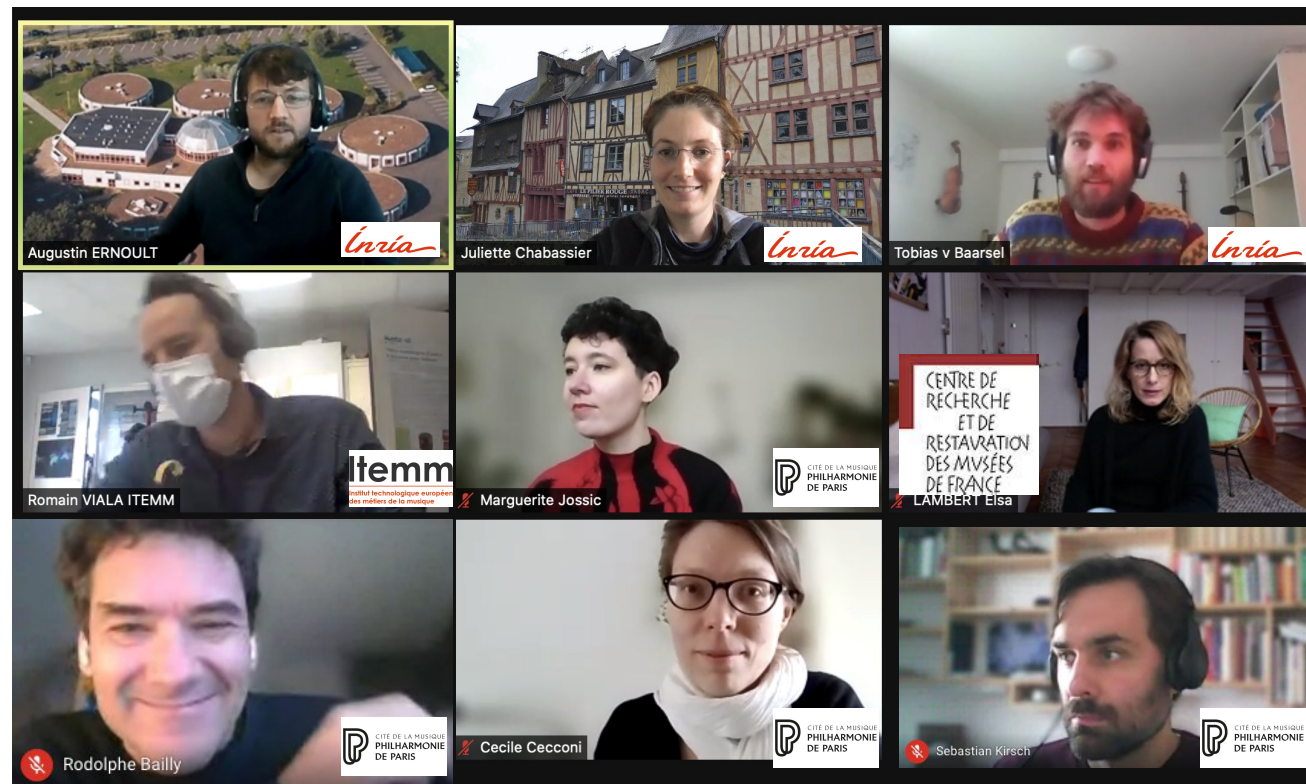 Augustin ERNOULT
Inria
Juliette Chabassier
Inria
Tobias v Baarsel
Inria
Romain VIALA ITEMM
Itemm
Institut technologique européen
des métiers de la musique
Marguerite Jossic
CITÉ DE LA MUSIQUE
PHILHARMONIE
DE PARIS
CENTRE DE
RECHERCHE
ET DE
RESTAURATION
DES MUSÉES
DE FRANCE
LAMBERT Elsa
Rodolphe Bailly
CITÉ DE LA MUSIQUE
PHILHARMONIE
DE PARIS
Cecile Cecconi
CITÉ DE LA MUSIQUE
PHILHARMONIE
DE PARIS
Sebastian Kirsch
CITÉ DE LA MUSIQUE
PHILHARMONIE
DE PARIS